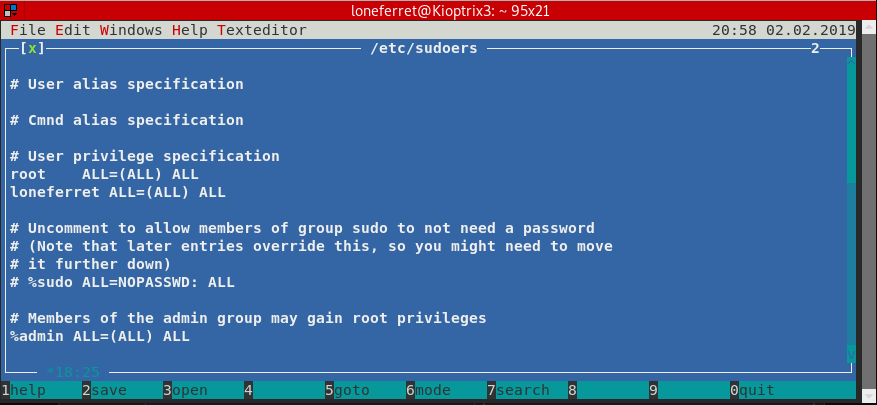 loneferret@Kioptrix3: ~ 95x21
File Edit Windows Help Texteditor 20:58 02.02.2019
[x] /etc/sudoers 2
# User alias specification
# Cmnd alias specification
# User privilege specification
root    ALL=(ALL) ALL
loneferret ALL=(ALL) ALL
# Uncomment to allow members of group sudo to not need a password
# (Note that later entries override this, so you might need to move
# it further down)
# %sudo ALL=NOPASSWD: ALL
# Members of the admin group may gain root privileges
%admin ALL=(ALL) ALL
*18:25
1help 2save 3open 4 5goto 6mode 7search 8 9 0quit